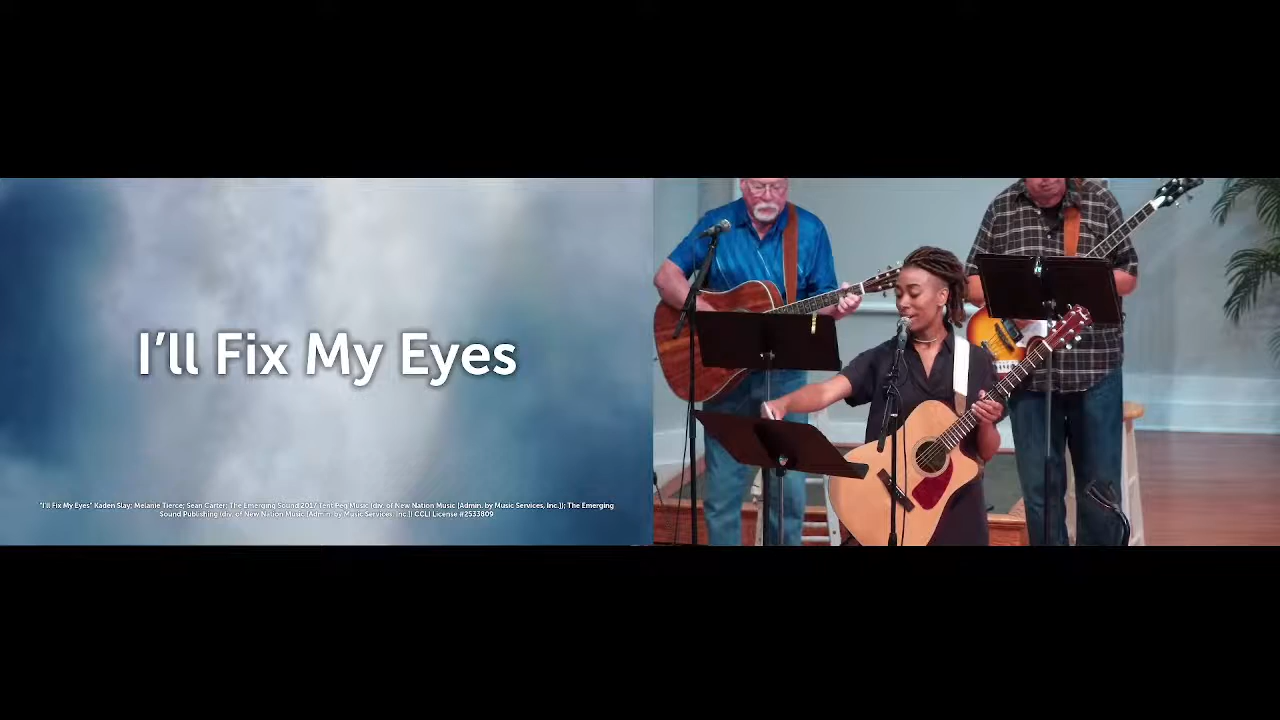 I’ll Fix My Eyes
"I'll Fix My Eyes" Kaden Slay; Melanie Tierce; Sean Carter; The Emerging Sound 2017 Tent Peg Music (div. of New Nation Music (Admin. by Music Services, Inc.)); The Emerging
Sound Publishing (div. of New Nation Music (Admin. by Music Services, Inc.)) CCLI License #2533809